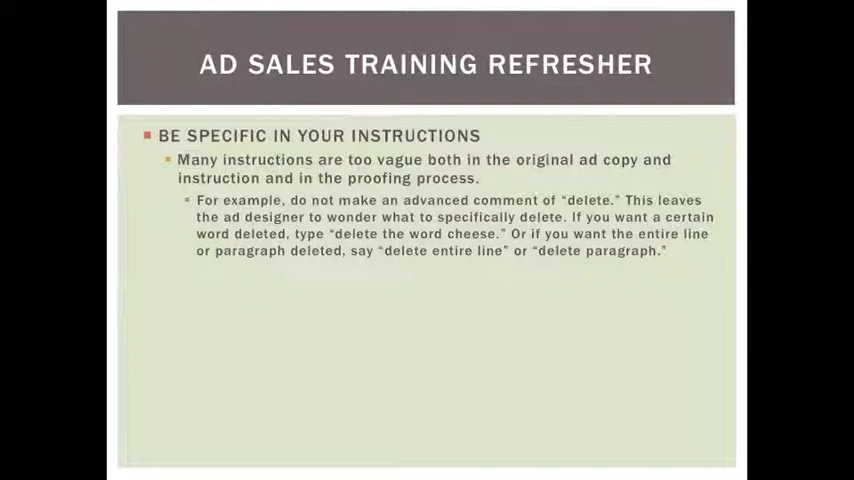 AD SALES TRAINING REFRESHER
BE SPECIFIC IN YOUR INSTRUCTIONS
Many instructions are too vague both in the original ad copy and
instruction and in the proofing process.
For example, do not make an advanced comment of “delete.” This leaves
the ad designer to wonder what to specifically delete. If you want a certain
word deleted, type “delete the word cheese.” Or if you want the entire line
or paragraph deleted, say “delete entire line” or “delete paragraph.”